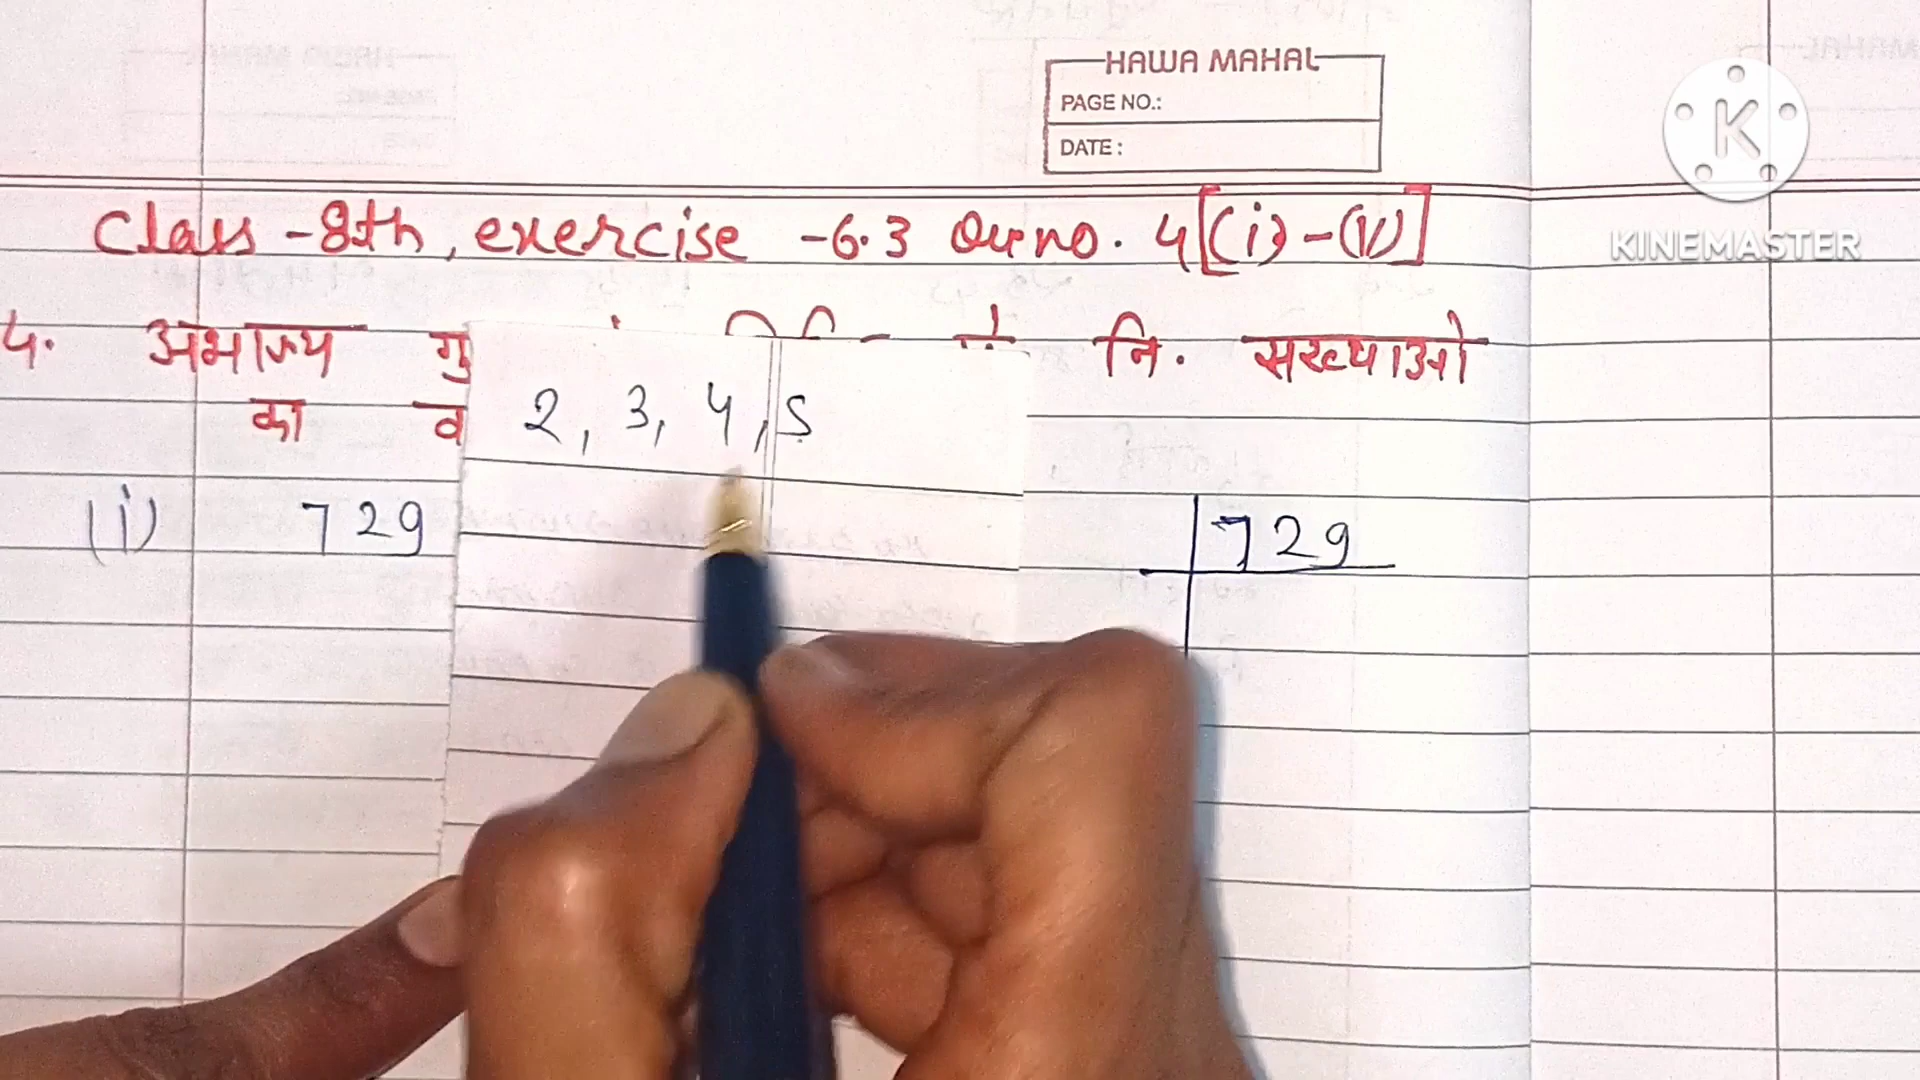 HAWA MAHAL
PAGE NO.:
DATE :
KINEMASTER
Class -8th, exercise -6.3 Qu no. 4[(i)-(V)]
4. अभाज्य गु नि. संख्याओ
का व
2, 3, 4, 5
(i) 729
729